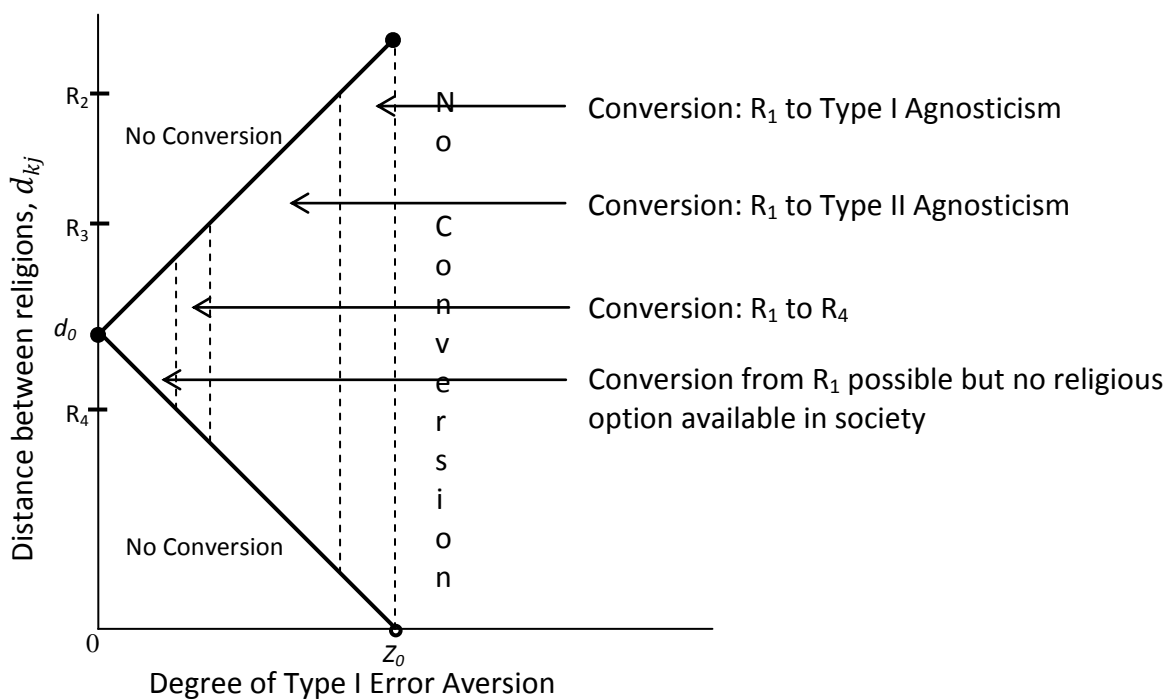 R₂
R₃
d₀
R₄
0
Z₀
Distance between religions, d_{kj}
Degree of Type I Error Aversion
No Conversion
No Conversion
N
o
C
o
n
v
e
r
s
i
o
n
Conversion: R₁ to Type I Agnosticism
Conversion: R₁ to Type II Agnosticism
Conversion: R₁ to R₄
Conversion from R₁ possible but no religious
option available in society